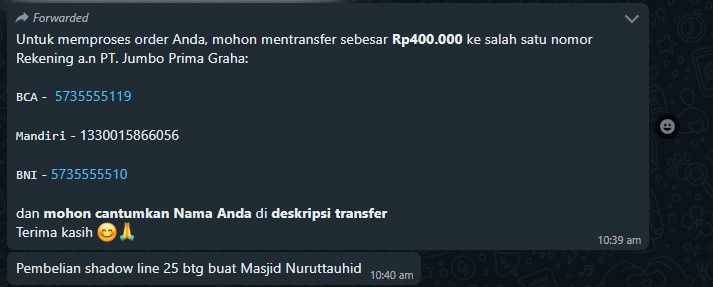 Forwarded
Untuk memproses order Anda, mohon mentransfer sebesar Rp400.000 ke salah satu nomor
Rekening a.n PT. Jumbo Prima Graha:
BCA - 5735555119
Mandiri - 1330015866056
BNI - 5735555510
dan mohon cantumkan Nama Anda di deskripsi transfer
Terima kasih 😊🙏
10:39 am
Pembelian shadow line 25 btg buat Masjid Nuruttauhid 10:40 am